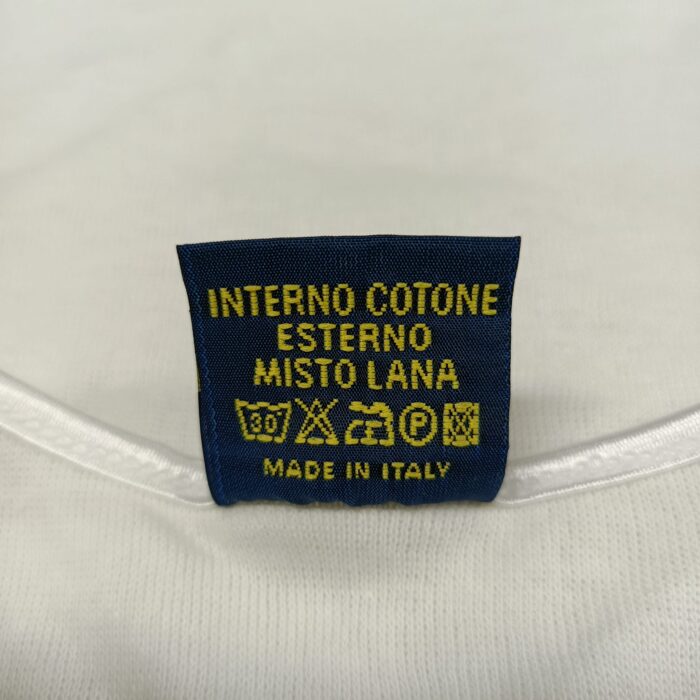 INTERNO COTONE
ESTERNO
MISTO LANA
30 P
MADE IN ITALY